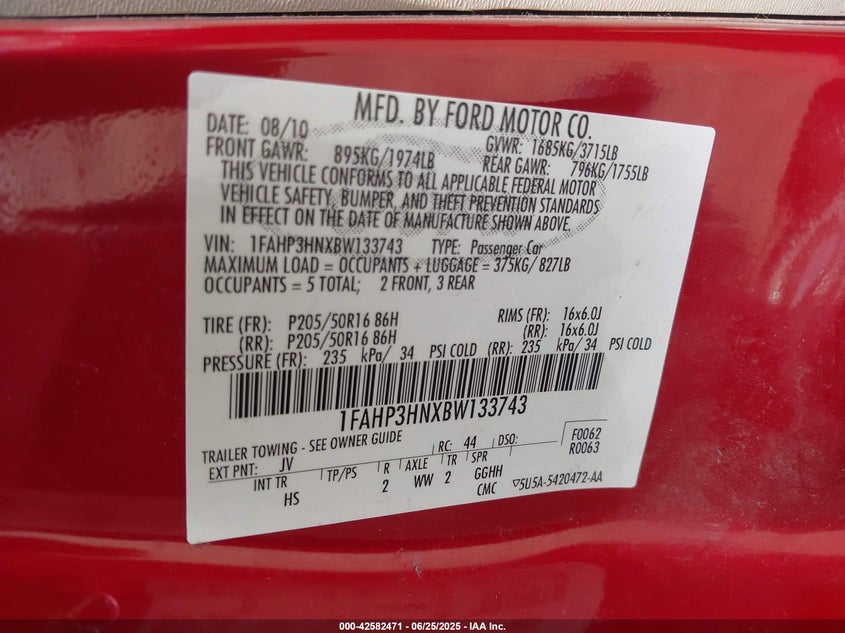 MFD. BY FORD MOTOR CO.
DATE: 08/10 GVWR: 1685KG/3715LB
FRONT GAWR: 895KG/1974LB REAR GAWR: 796KG/1755LB
THIS VEHICLE CONFORMS TO ALL APPLICABLE FEDERAL MOTOR
VEHICLE SAFETY, BUMPER, AND THEFT PREVENTION STANDARDS
IN EFFECT ON THE DATE OF MANUFACTURE SHOWN ABOVE.
VIN: 1FAHP3HNXBW133743 TYPE: Passenger Car
MAXIMUM LOAD = OCCUPANTS + LUGGAGE = 375KG/ 827LB
OCCUPANTS = 5 TOTAL; 2 FRONT, 3 REAR
TIRE (FR): P205/50R16 86H RIMS (FR): 16x6.0J
(RR): P205/50R16 86H (RR): 16x6.0J
PRESSURE (FR): 235 kPa/ 34 PSI COLD (RR): 235 kPa/ 34 PSI COLD
1FAHP3HNXBW133743
TRAILER TOWING - SEE OWNER GUIDE RC: 44 DSO: F0062
R0063
EXT PNT: JV
INT TR TP/PS R AXLE TR SPR
HS 2 WW 2 GGHH
CMC ▽5U5A-5420472-AA
000-42582471 - 06/25/2025 - IAA Inc.